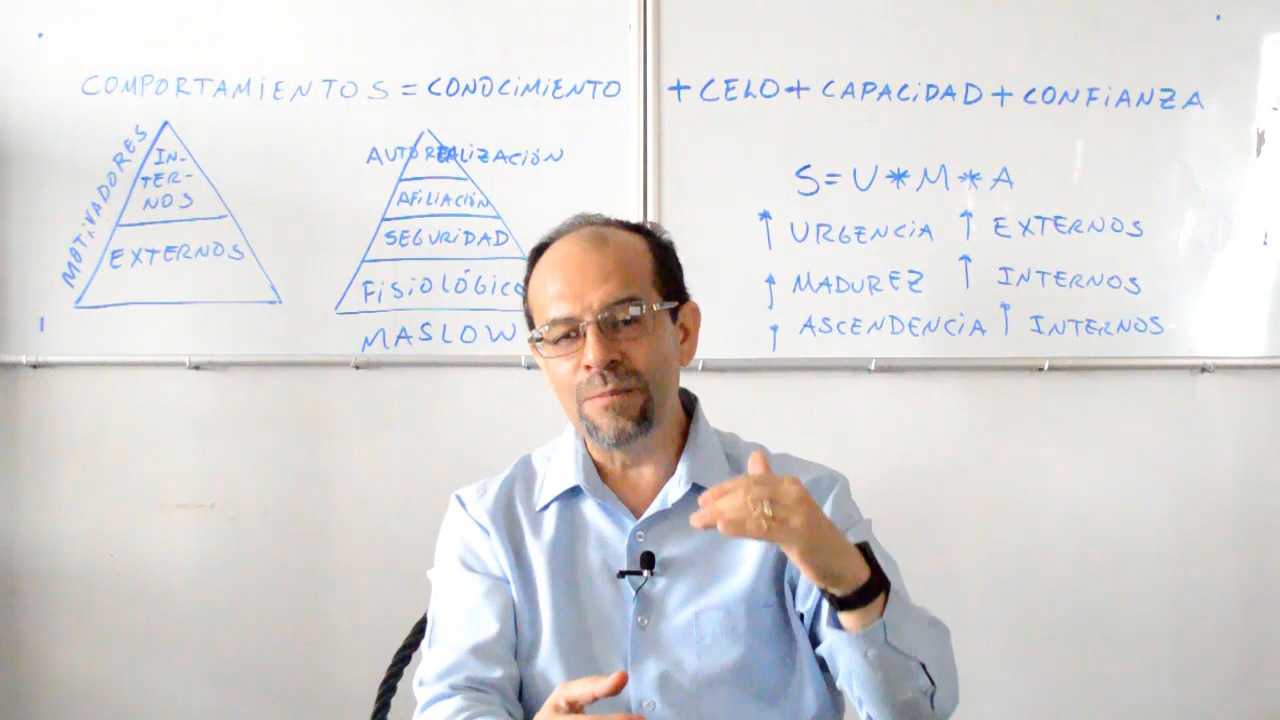 COMPORTAMIENTOS = CONOCIMIENTO + CELO + CAPACIDAD + CONFIANZA
MOTIVADORES
IN-
TER-
NOS
EXTERNOS
AUTOREALIZACIÓN
AFILIACIÓN
SEGURIDAD
FISIOLÓGICO
MASLOW
S = U * M * A
↑ URGENCIA ↑ EXTERNOS
↑ MADUREZ ↑ INTERNOS
↑ ASCENDENCIA ↑ INTERNOS